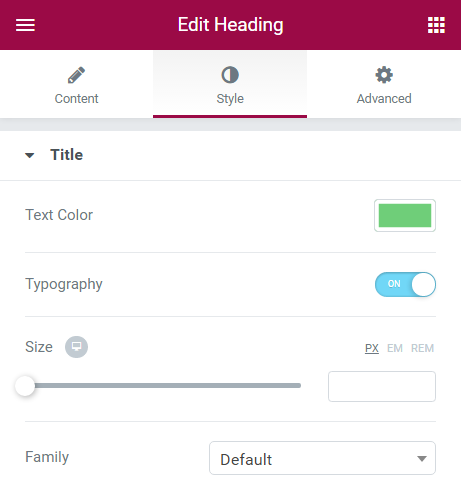 Edit Heading
Content Style Advanced
Title
Text Color
Typography ON
Size PX EM REM
Family Default